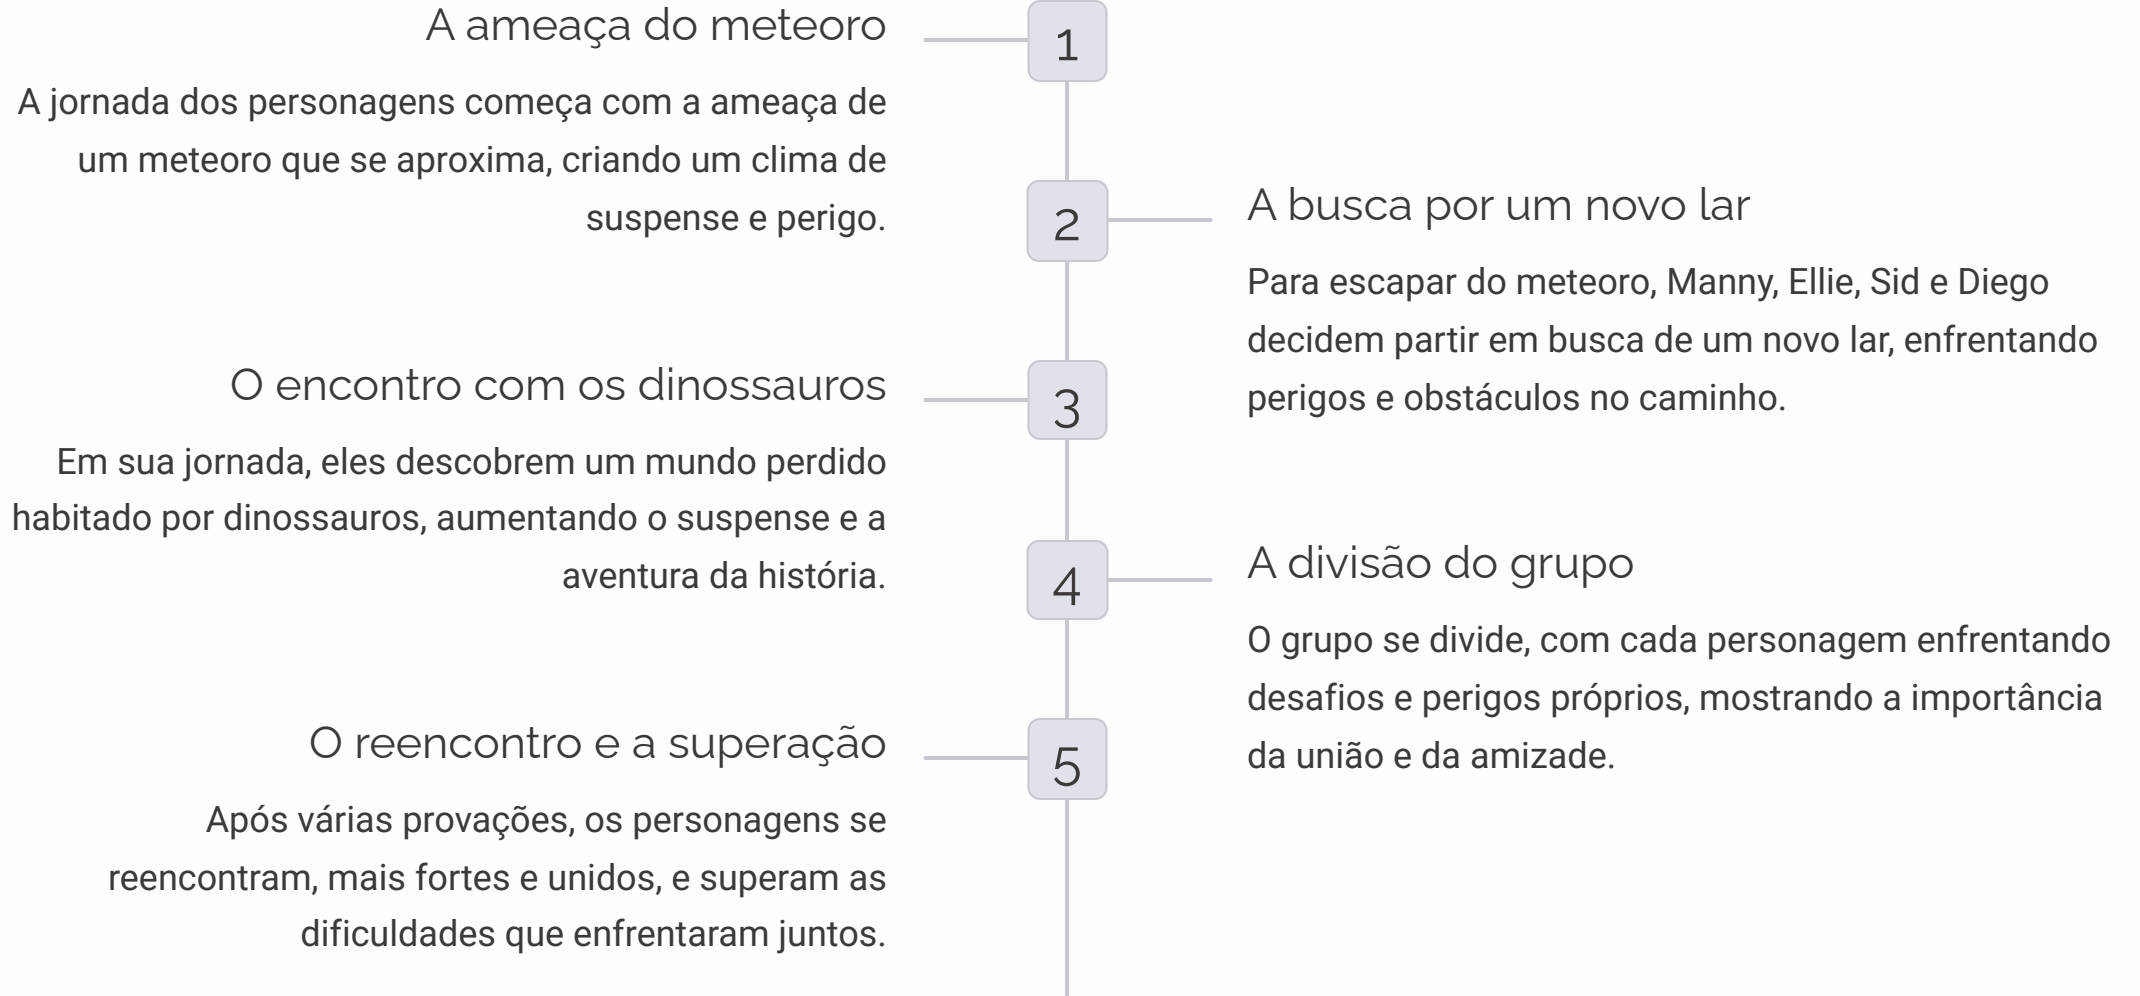 A ameaça do meteoro
1
A jornada dos personagens começa com a ameaça de
um meteoro que se aproxima, criando um clima de
suspense e perigo.
2
A busca por um novo lar
Para escapar do meteoro, Manny, Ellie, Sid e Diego
decidem partir em busca de um novo lar, enfrentando
perigos e obstáculos no caminho.
O encontro com os dinossauros
3
Em sua jornada, eles descobrem um mundo perdido
habitado por dinossauros, aumentando o suspense e a
aventura da história.
4
A divisão do grupo
O grupo se divide, com cada personagem enfrentando
desafios e perigos próprios, mostrando a importância
da união e da amizade.
O reencontro e a superação
5
Após várias provações, os personagens se
reencontram, mais fortes e unidos, e superam as
dificuldades que enfrentaram juntos.